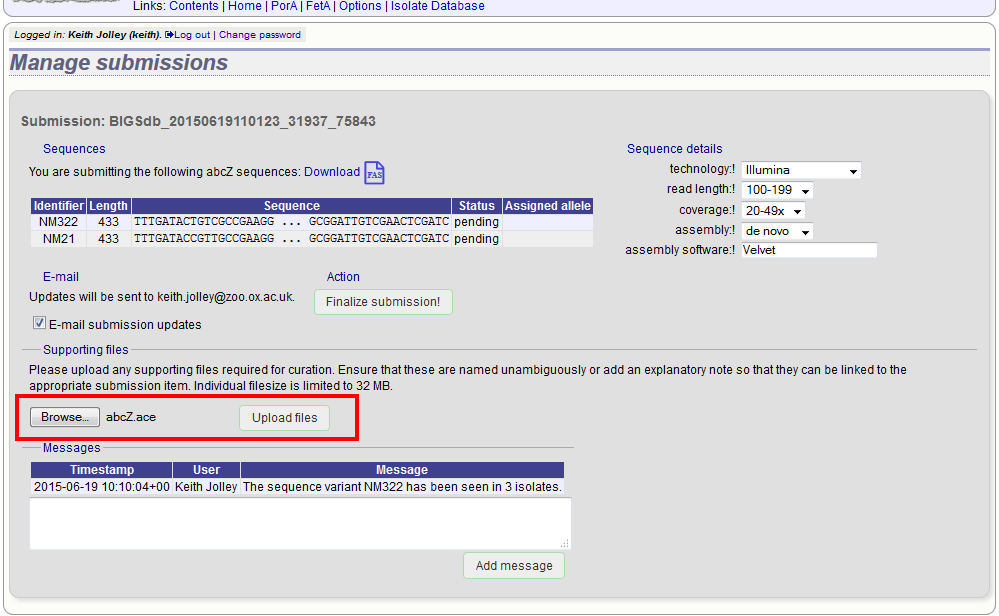 Links: Contents | Home | PorA | FetA | Options | Isolate Database
Logged in: Keith Jolley (keith). Log out | Change password
Manage submissions
Submission: BIGSdb_20150619110123_31937_75843
Sequences
You are submitting the following abcZ sequences: Download FAS
Identifier Length Sequence Status Assigned allele
NM322 433 TTTGATACTGTCGCCGAAGG ... GCGGATTGTCGAACTCGATC pending
NM21 433 TTTGATACCGTTGCCGAAGG ... GCGGATTGTCGAACTCGATC pending
Sequence details
technology:! Illumina
read length:! 100-199
coverage:! 20-49x
assembly:! de novo
assembly software:! Velvet
E-mail
Updates will be sent to keith.jolley@zoo.ox.ac.uk.
E-mail submission updates
Action
Finalize submission!
Supporting files
Please upload any supporting files required for curation. Ensure that these are named unambiguously or add an explanatory note so that they can be linked to the
appropriate submission item. Individual filesize is limited to 32 MB.
Browse... abcZ.ace Upload files
Messages
Timestamp User Message
2015-06-19 10:10:04+00 Keith Jolley The sequence variant NM322 has been seen in 3 isolates.
Add message